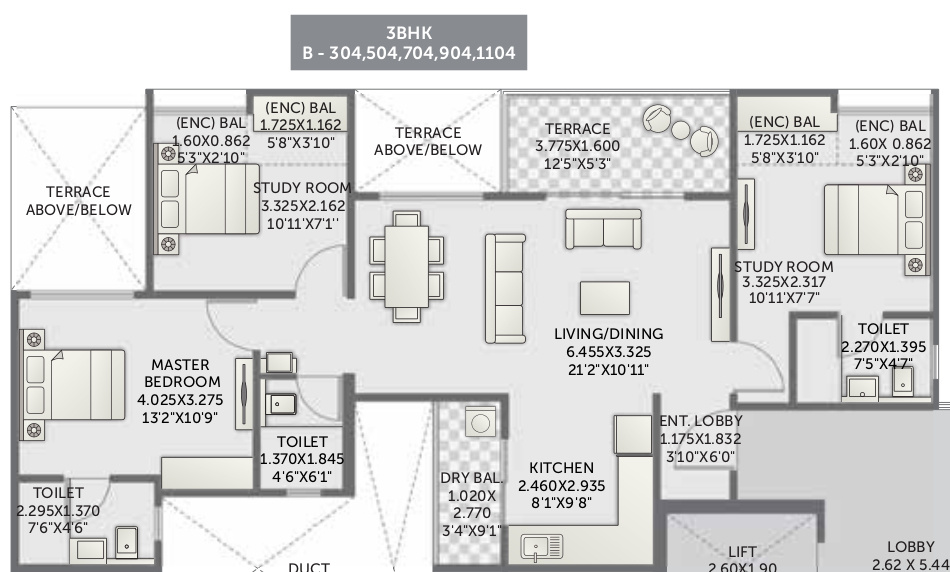 3BHK
B - 304,504,704,904,1104
(ENC) BAL
1.60X0.862
5'3"X2'10"
(ENC) BAL
1.725X1.162
5'8"X3'10"
TERRACE
ABOVE/BELOW
TERRACE
3.775X1.600
12'5"X5'3"
(ENC) BAL
1.725X1.162
5'8"X3'10"
(ENC) BAL
1.60X 0.862
5'3"X2'10"
TERRACE
ABOVE/BELOW
STUDY ROOM
3.325X2.162
10'11'X7'1''
STUDY ROOM
3.325X2.317
10'11'X7'7"
LIVING/DINING
6.455X3.325
21'2"X10'11"
TOILET
2.270X1.395
7'5"X4'7"
MASTER
BEDROOM
4.025X3.275
13'2"X10'9"
TOILET
1.370X1.845
4'6"X6'1"
ENT. LOBBY
1.175X1.832
3'10"X6'0"
KITCHEN
2.460X2.935
8'1"X9'8"
DRY BAL.
1.020X
2.770
3'4"X9'1"
TOILET
2.295X1.370
7'6"X4'6"
DUCT
LIFT
2.60X1.90
LOBBY
2.62 X 5.44